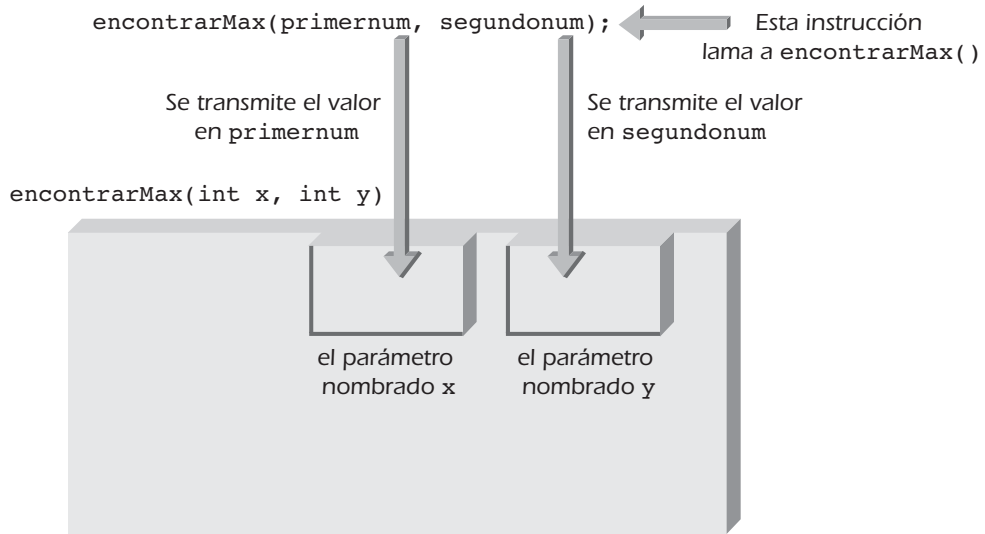 encontrarMax(primernum, segundonum);
Esta instrucción
lama a encontrarMax()
Se transmite el valor
en primernum
Se transmite el valor
en segundonum
encontrarMax(int x, int y)
el parámetro
nombrado x
el parámetro
nombrado y